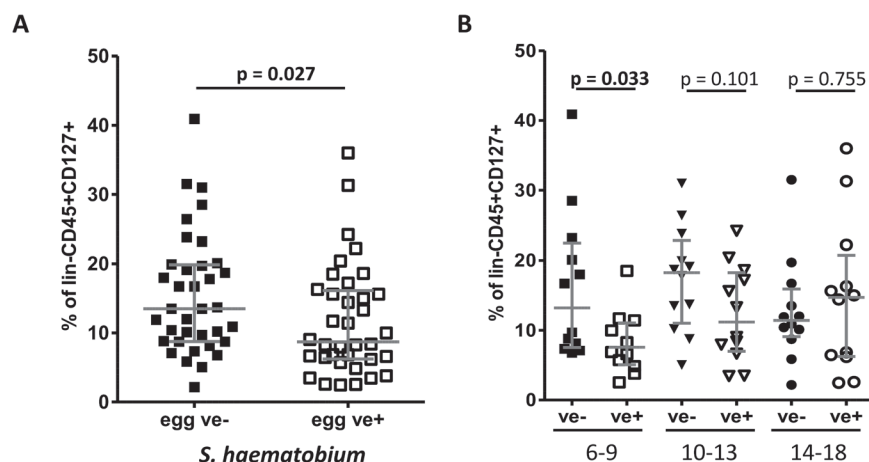 A
% of lin-CD45+CD127+
50
40
30
20
10
0
p = 0.027
egg ve-
egg ve+
S. haematobium
B
% of lin-CD45+CD127+
50
40
30
20
10
0
p = 0.033
p = 0.101
p = 0.755
ve- ve+ ve- ve+ ve- ve+
6-9 10-13 14-18